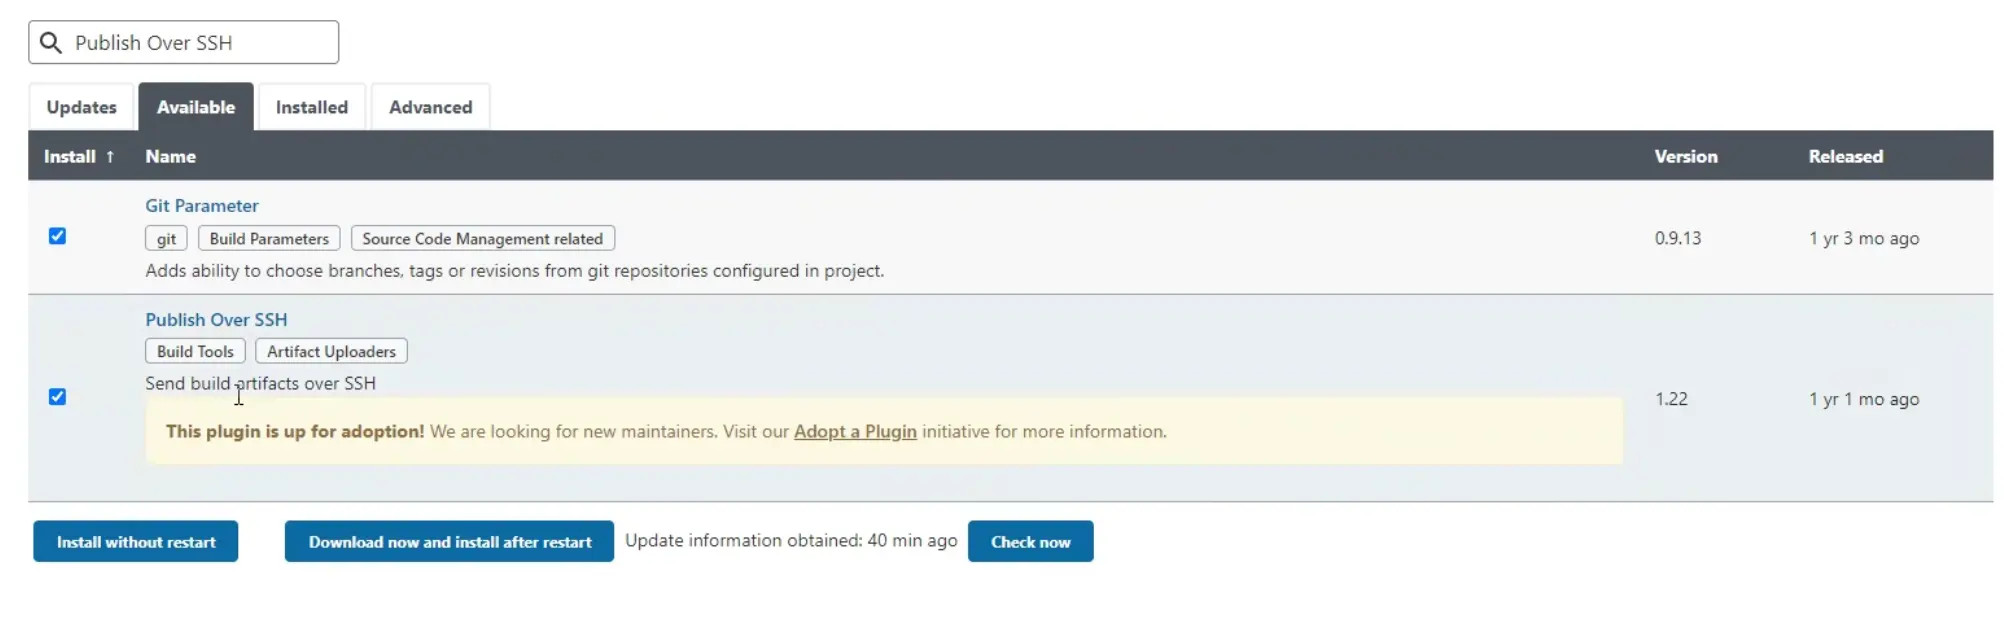 Publish Over SSH
Updates Available Installed Advanced
Install ↑ Name Version Released
Git Parameter
git Build Parameters Source Code Management related
0.9.13 1 yr 3 mo ago
Adds ability to choose branches, tags or revisions from git repositories configured in project.
Publish Over SSH
Build Tools Artifact Uploaders
Send build artifacts over SSH
1.22 1 yr 1 mo ago
This plugin is up for adoption! We are looking for new maintainers. Visit our Adopt a Plugin initiative for more information.
Install without restart Download now and install after restart Update information obtained: 40 min ago Check now